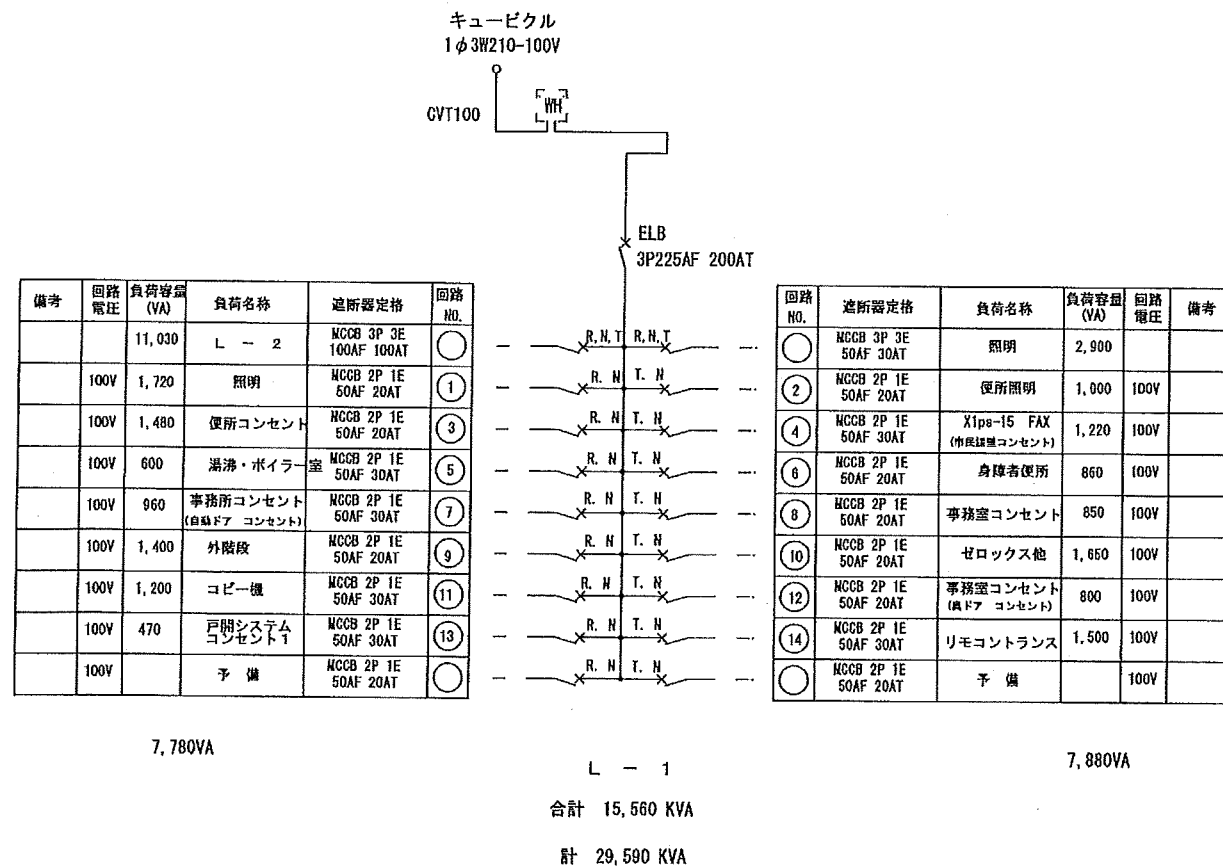 キュービクル
1φ3W210-100V
CVT100
WH
ELB
3P225AF 200AT
備考 回路電圧 負荷容量(VA) 負荷名称 遮断器定格 回路NO.
11,030 L － 2 MCCB 3P 3E 100AF 100AT
100V 1,720 照明 MCCB 2P 1E 50AF 20AT 1
100V 1,480 便所コンセント MCCB 2P 1E 50AF 20AT 3
100V 600 湯沸・ボイラー室 MCCB 2P 1E 50AF 30AT 5
100V 960 事務所コンセント (自動ドア コンセント) MCCB 2P 1E 50AF 30AT 7
100V 1,400 外階段 MCCB 2P 1E 50AF 20AT 9
100V 1,200 コピー機 MCCB 2P 1E 50AF 30AT 11
100V 470 戸開システム コンセント1 MCCB 2P 1E 50AF 30AT 13
100V 予 備 MCCB 2P 1E 50AF 20AT
R,N,T R,N,T
R. N T. N
R. N T. N
R. N T. N
R. N T. N
R. N T. N
R. N T. N
R. N T. N
R. N T. N
回路NO. 遮断器定格 負荷名称 負荷容量(VA) 回路電圧 備考
MCCB 3P 3E 50AF 30AT 照明 2,900
2 MCCB 2P 1E 50AF 20AT 便所照明 1,000 100V
4 MCCB 2P 1E 50AF 30AT X1ps-15 FAX (市民課壁コンセント) 1,220 100V
6 MCCB 2P 1E 50AF 20AT 身障者便所 860 100V
8 MCCB 2P 1E 50AF 20AT 事務室コンセント 850 100V
10 MCCB 2P 1E 50AF 20AT ゼロックス他 1,650 100V
12 MCCB 2P 1E 50AF 20AT 事務室コンセント ドア コンセント) 800 100V
14 MCCB 2P 1E 50AF 30AT リモコントランス 1,500 100V
MCCB 2P 1E 50AF 20AT 予 備 100V
7,780VA
7,880VA
L － 1
合計 15,560 KVA
計 29,590 KVA